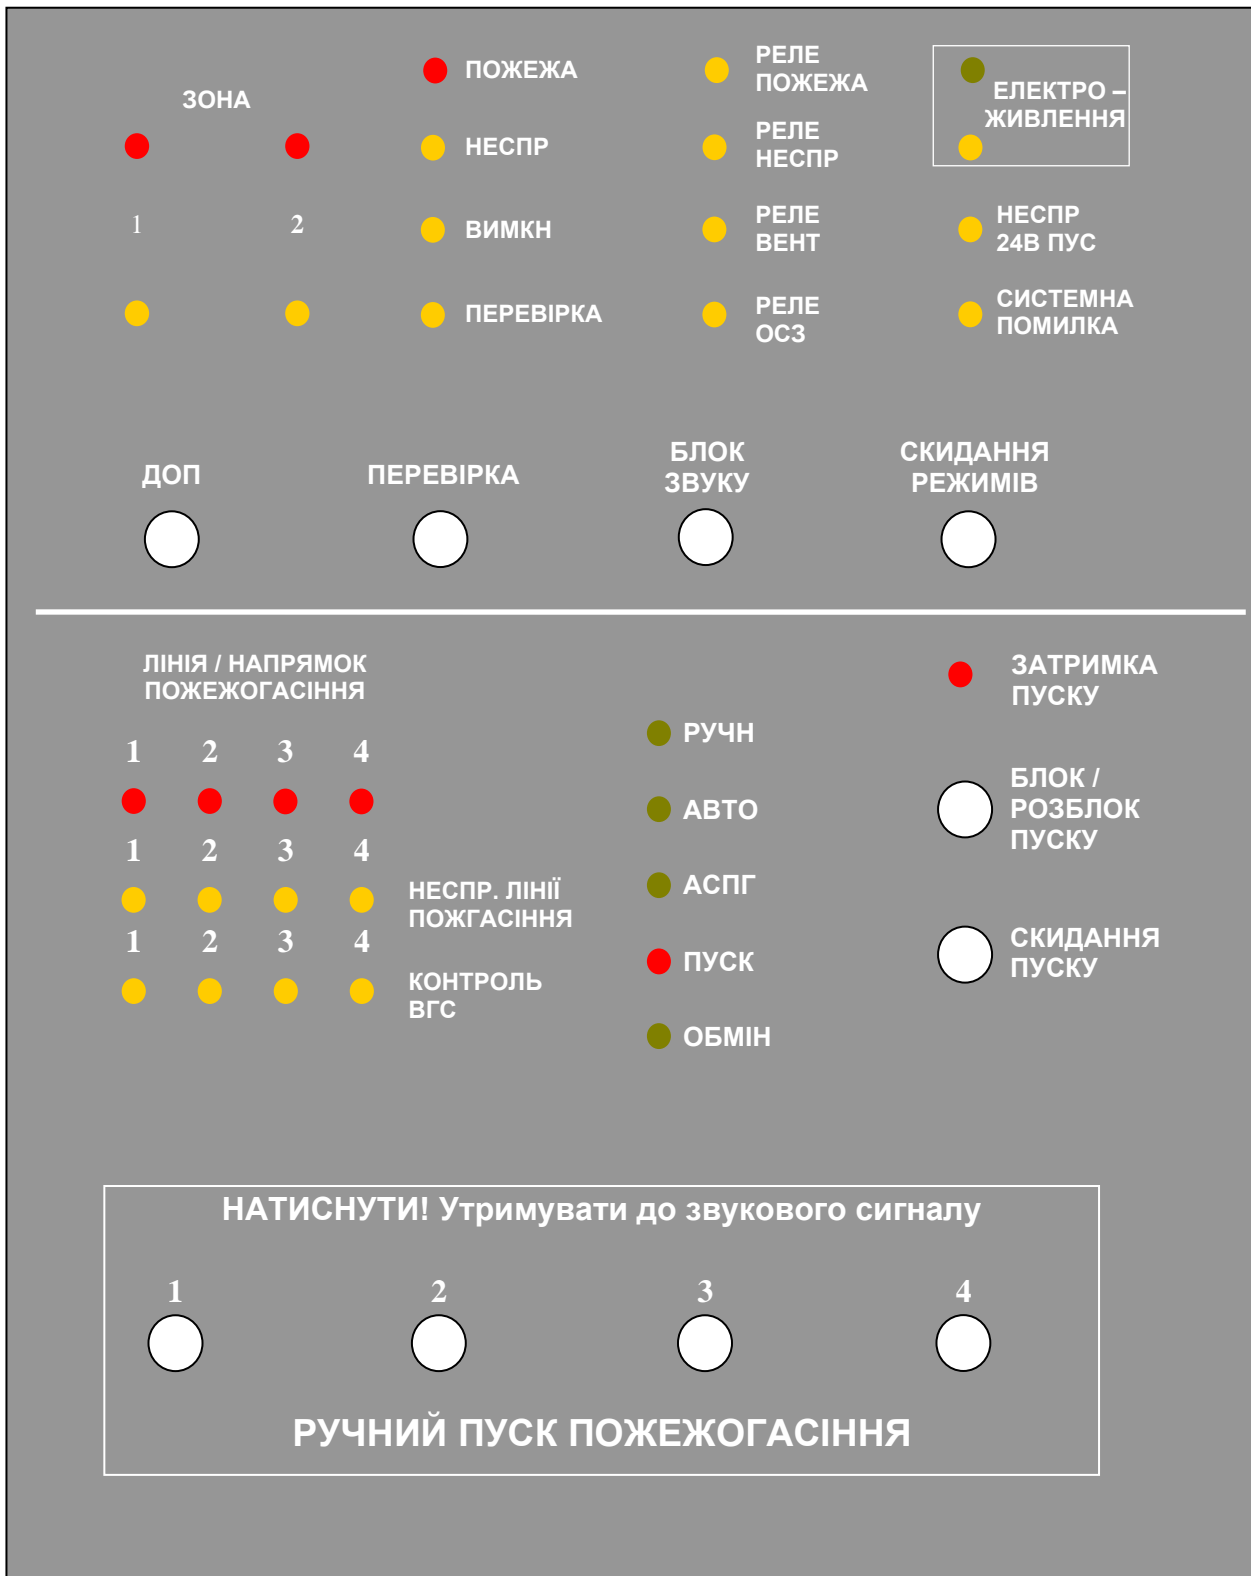 ЗОНА
1
2
ПОЖЕЖА
НЕСПР
ВИМКН
ПЕРЕВІРКА
РЕЛЕ
ПОЖЕЖА
РЕЛЕ
НЕСПР
РЕЛЕ
ВЕНТ
РЕЛЕ
ОСЗ
ЕЛЕКТРО –
ЖИВЛЕННЯ
НЕСПР
24В ПУС
СИСТЕМНА
ПОМИЛКА
ДОП
ПЕРЕВІРКА
БЛОК
ЗВУКУ
СКИДАННЯ
РЕЖИМІВ
ЛІНІЯ / НАПРЯМОК
ПОЖЕЖОГАСІННЯ
1 2 3 4
1 2 3 4
НЕСПР. ЛІНІЇ
ПОЖГАСІННЯ
1 2 3 4
КОНТРОЛЬ
ВГС
РУЧН
АВТО
АСПГ
ПУСК
ОБМІН
ЗАТРИМКА
ПУСКУ
БЛОК /
РОЗБЛОК
ПУСКУ
СКИДАННЯ
ПУСКУ
НАТИСНУТИ! Утримувати до звукового сигналу
1 2 3 4
РУЧНИЙ ПУСК ПОЖЕЖОГАСІННЯ